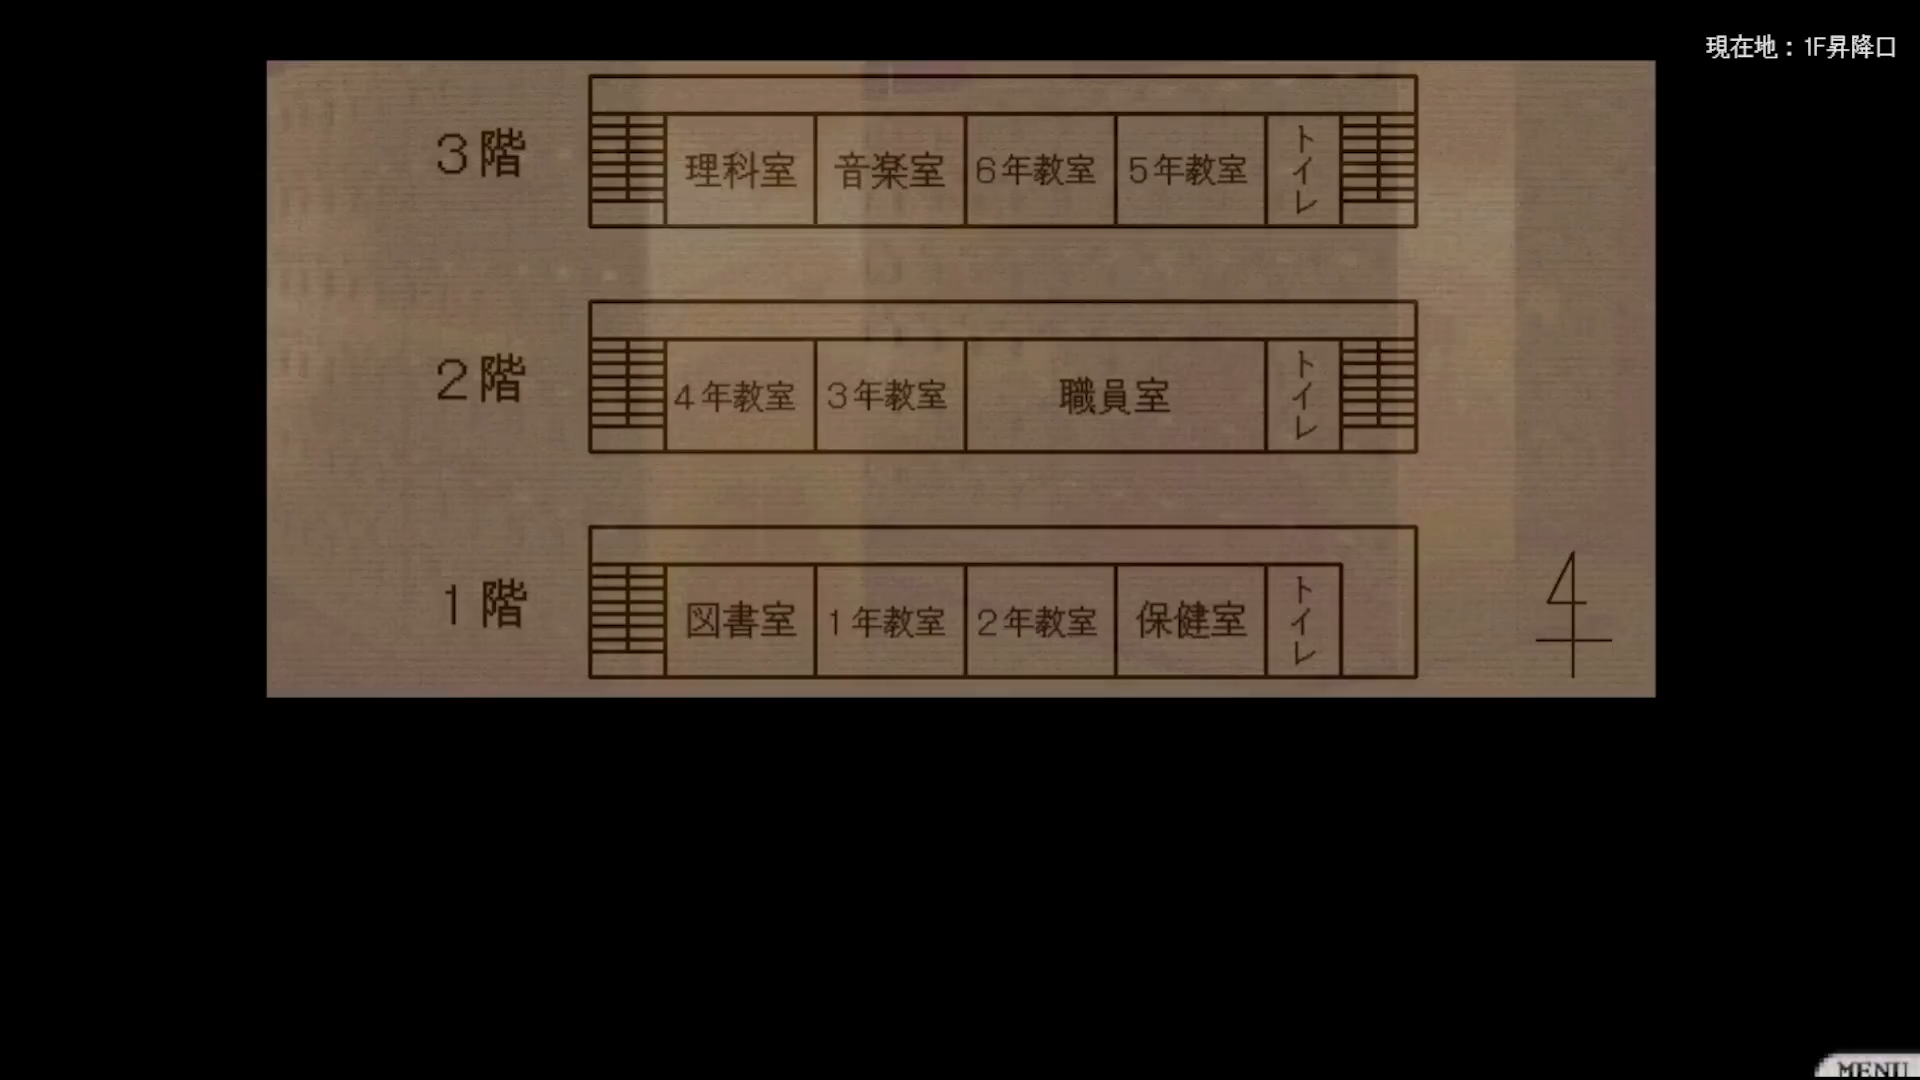 現在地：1F昇降口
3階
理科室 音楽室 6年教室 5年教室 トイレ
2階
4年教室 3年教室 職員室 トイレ
1階
図書室 1年教室 2年教室 保健室 トイレ
MENU